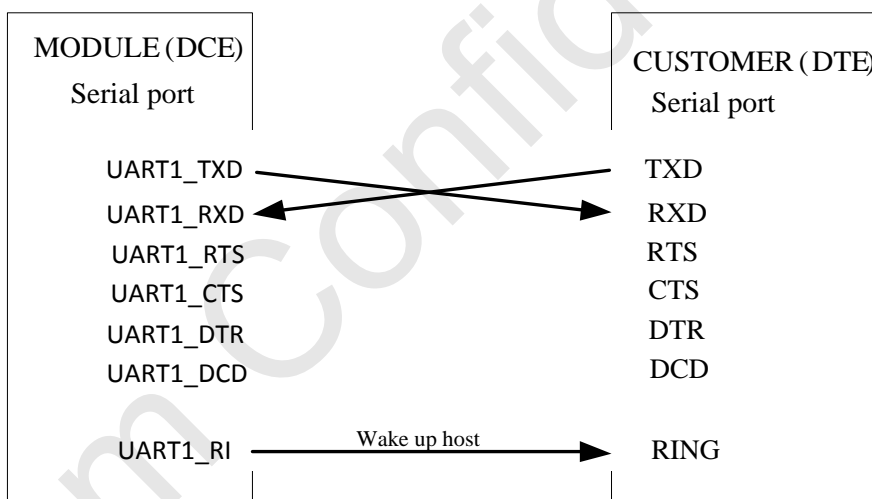 MODULE (DCE)
Serial port
CUSTOMER ( DTE)
Serial port
UART1_TXD
TXD
UART1_RXD
RXD
UART1_RTS
RTS
UART1_CTS
CTS
UART1_DTR
DTR
UART1_DCD
DCD
UART1_RI
Wake up host
RING
m Confid